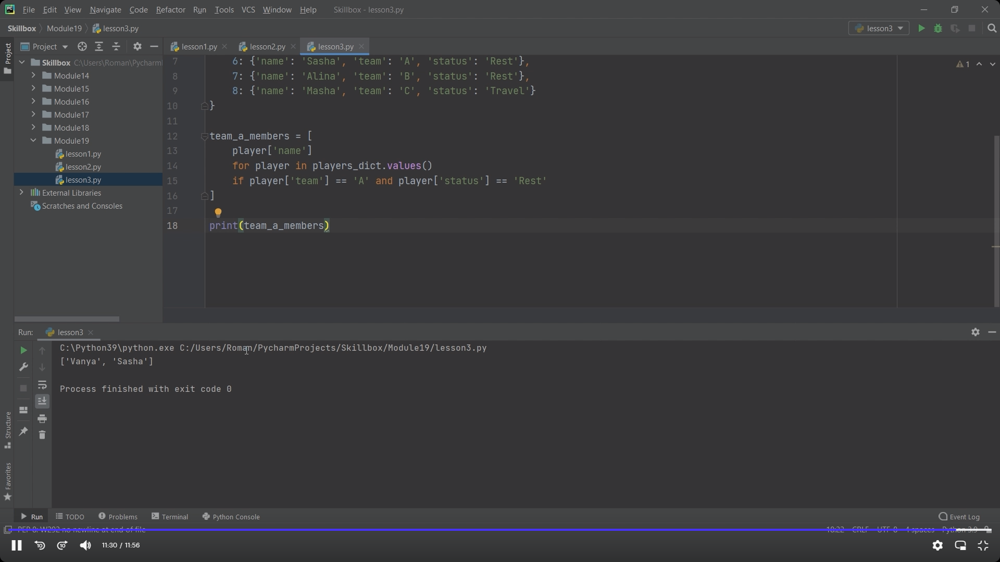 File Edit View Navigate Code Refactor Run Tools VCS Window Help Skillbox - lesson3.py
Skillbox Module19 lesson3.py lesson3
Project lesson1.py lesson2.py lesson3.py
Project
Skillbox C:\Users\Roman\Pycharm
Module14
Module15
Module16
Module17
Module18
Module19
lesson1.py
lesson2.py
lesson3.py
External Libraries
Scratches and Consoles
1
7 6: {'name': 'Sasha', 'team': 'A', 'status': 'Rest'},
8 7: {'name': 'Alina', 'team': 'B', 'status': 'Rest'},
9 8: {'name': 'Masha', 'team': 'C', 'status': 'Travel'}
10 }
11
12 team_a_members = [
13 player['name']
14 for player in players_dict.values()
15 if player['team'] == 'A' and player['status'] == 'Rest'
16 ]
17
18 print(team_a_members)
Run: lesson3
C:\Python39\python.exe C:/Users/Roman/PycharmProjects/Skillbox/Module19/lesson3.py
['Vanya', 'Sasha']
Process finished with exit code 0
Structure
Favorites
Run TODO Problems Terminal Python Console Event Log
PEP 8: W292 no newline at end of file CRLF 4 spaces Python 3.9
10 10 11:30 / 11:56